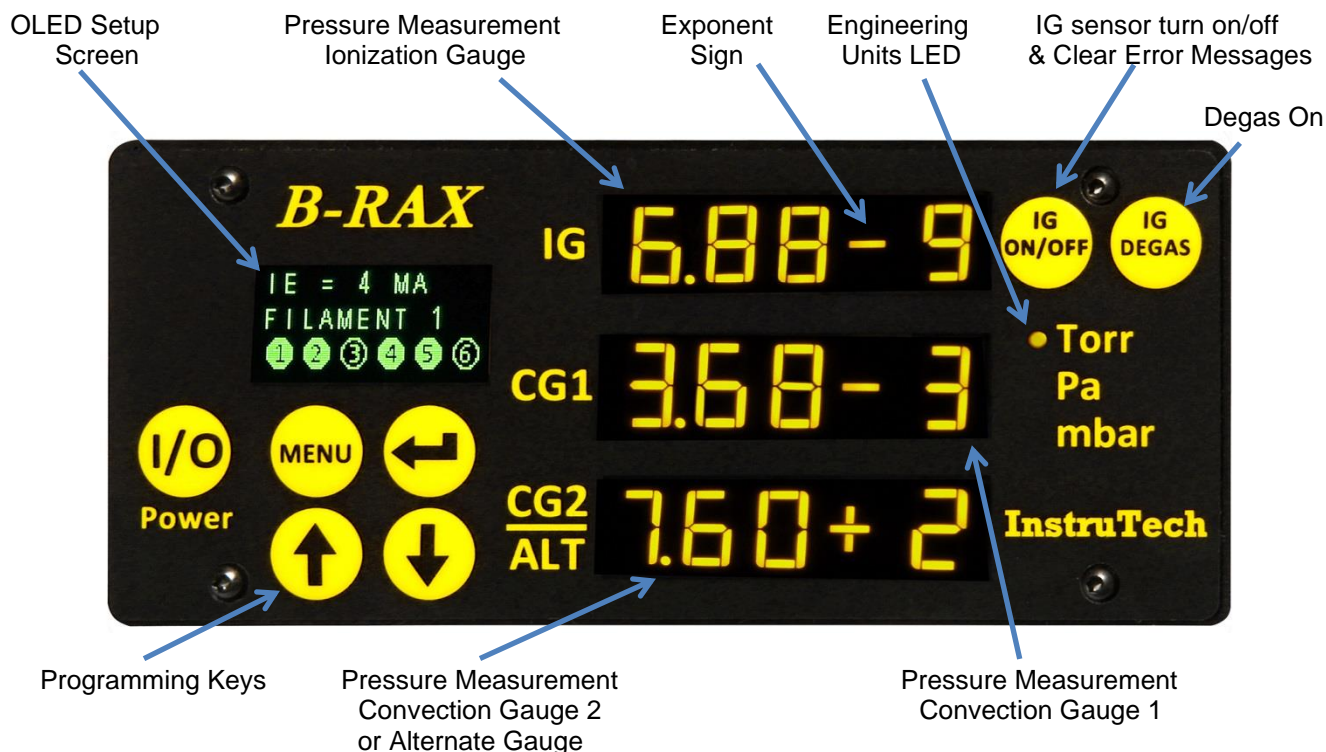 OLED Setup
Screen
Pressure Measurement
Ionization Gauge
Exponent
Sign
Engineering
Units LED
IG sensor turn on/off
& Clear Error Messages
Degas On
B-RAX
IE = 4 MA
FILAMENT 1
1 2 3 4 5 6
I/O
Power
MENU
IG
6.88 - 9
CG1
3.68 - 3
CG2
ALT
7.60 + 2
IG
ON/OFF
IG
DEGAS
Torr
Pa
mbar
InstruTech
Programming Keys
Pressure Measurement
Convection Gauge 2
or Alternate Gauge
Pressure Measurement
Convection Gauge 1